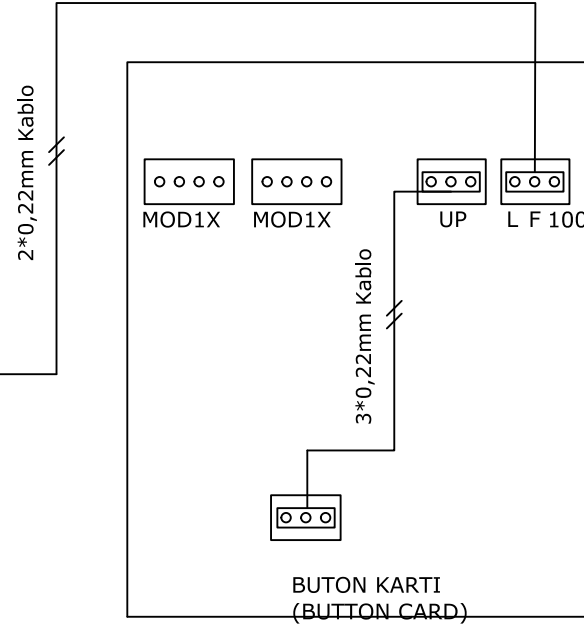 2*0,22mm Kablo
MOD1X MOD1X UP L F 100
3*0,22mm Kablo
BUTON KARTI
(BUTTON CARD)